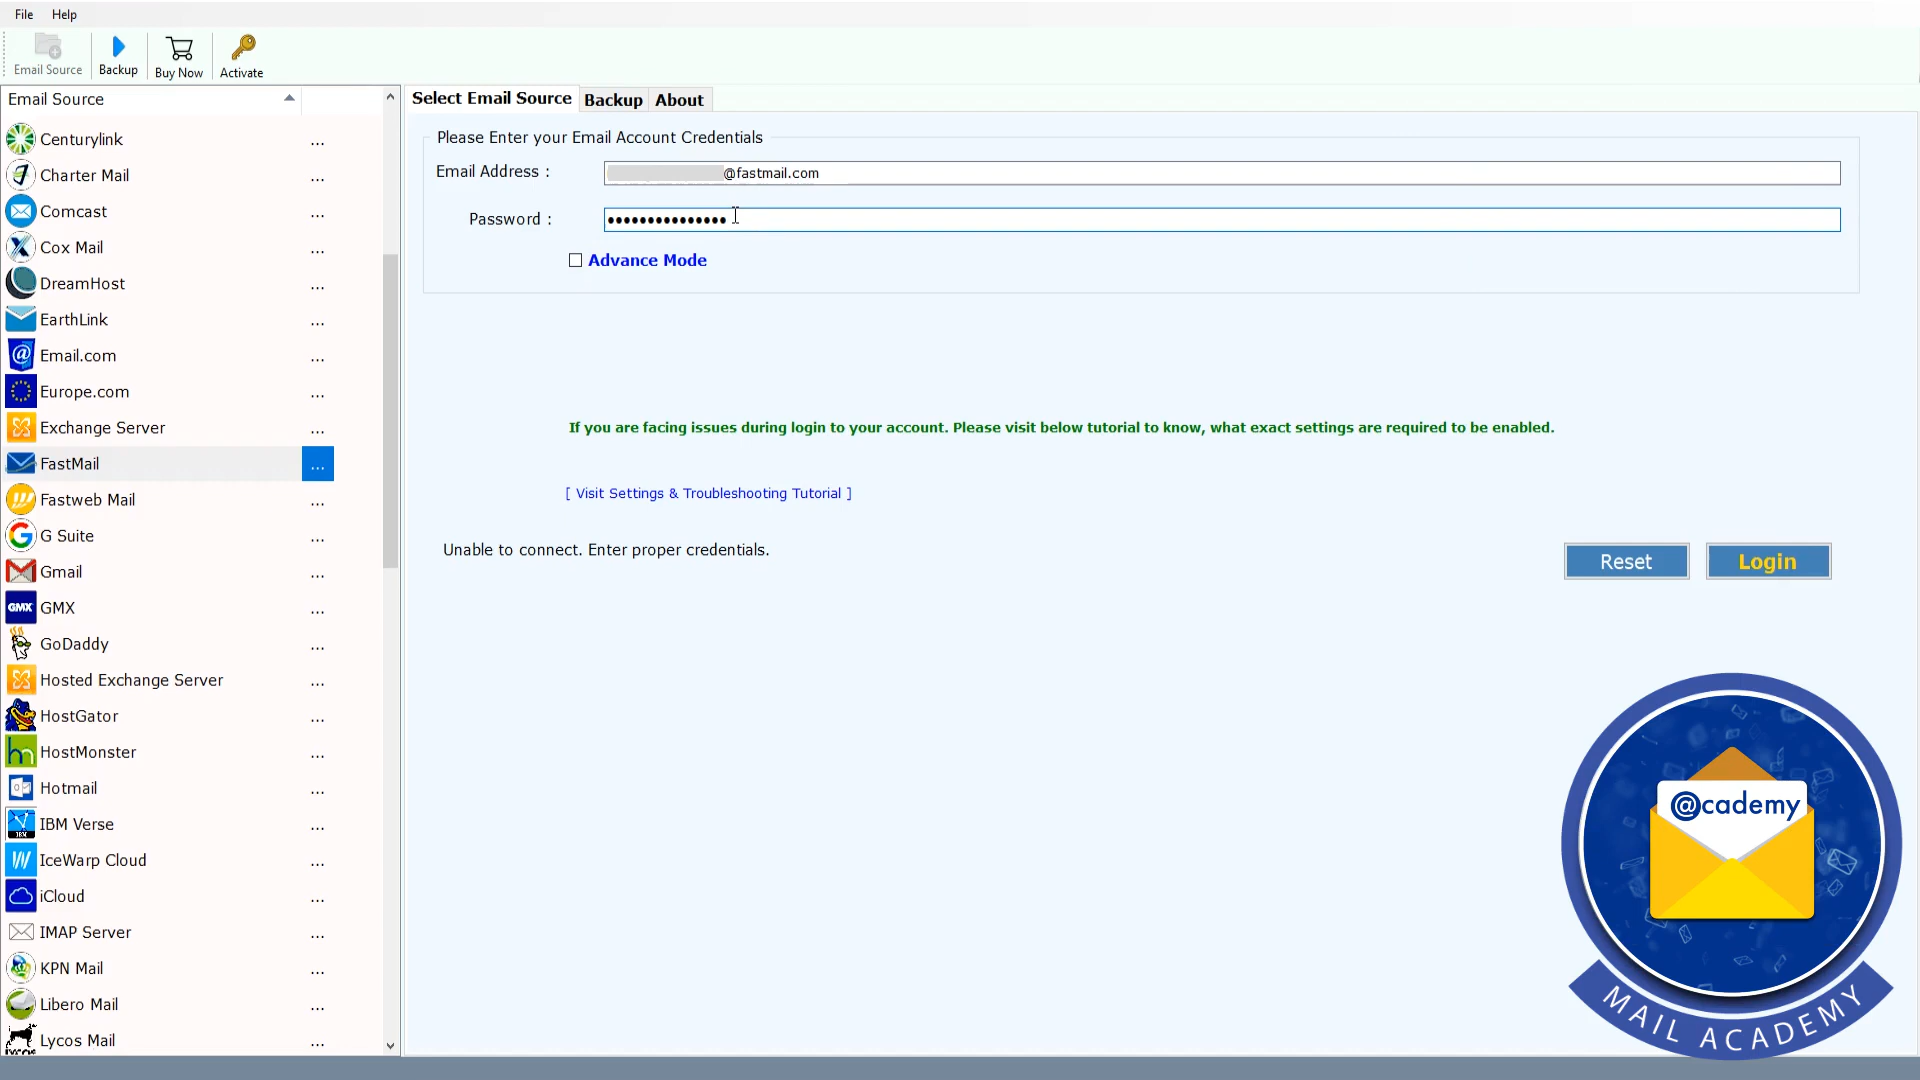 File Help
Email Source Backup Buy Now Activate
Email Source
Centurylink ...
Charter Mail ...
Comcast ...
Cox Mail ...
DreamHost ...
EarthLink ...
Email.com ...
Europe.com ...
Exchange Server ...
FastMail ...
Fastweb Mail ...
G Suite ...
Gmail ...
GMX ...
GoDaddy ...
Hosted Exchange Server ...
HostGator ...
HostMonster ...
Hotmail ...
IBM Verse ...
IceWarp Cloud ...
iCloud ...
IMAP Server ...
KPN Mail ...
Libero Mail ...
Lycos Mail ...
Select Email Source Backup About
Please Enter your Email Account Credentials
Email Address : @fastmail.com
Password : •••••••••••••••
Advance Mode
If you are facing issues during login to your account. Please visit below tutorial to know, what exact settings are required to be enabled.
[ Visit Settings & Troubleshooting Tutorial ]
Unable to connect. Enter proper credentials.
Reset Login
@cademy
MAIL ACADEMY